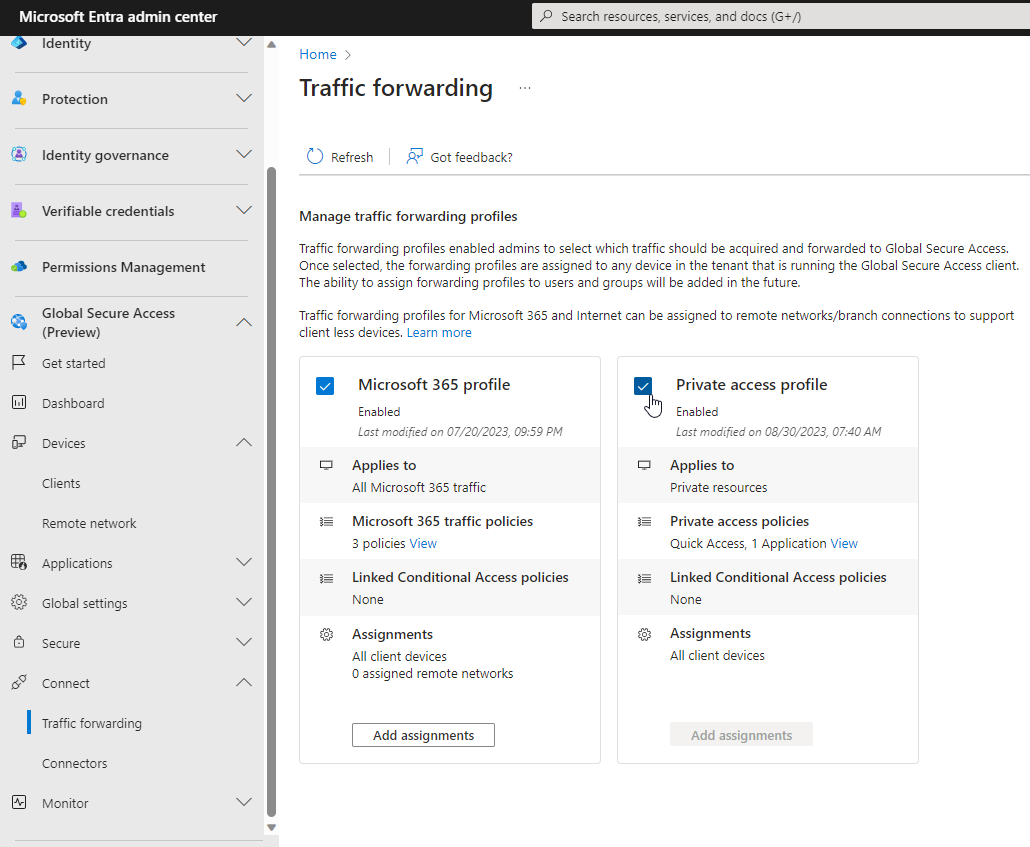 Microsoft Entra admin center
Search resources, services, and docs (G+/)
Identity
Protection
Identity governance
Verifiable credentials
Permissions Management
Global Secure Access
(Preview)
Get started
Dashboard
Devices
Clients
Remote network
Applications
Global settings
Secure
Connect
Traffic forwarding
Connectors
Monitor
Home >
Traffic forwarding ...
Refresh
Got feedback?
Manage traffic forwarding profiles
Traffic forwarding profiles enabled admins to select which traffic should be acquired and forwarded to Global Secure Access.
Once selected, the forwarding profiles are assigned to any device in the tenant that is running the Global Secure Access client.
The ability to assign forwarding profiles to users and groups will be added in the future.
Traffic forwarding profiles for Microsoft 365 and Internet can be assigned to remote networks/branch connections to support
client less devices. Learn more
Microsoft 365 profile
Enabled
Last modified on 07/20/2023, 09:59 PM
Applies to
All Microsoft 365 traffic
Microsoft 365 traffic policies
3 policies View
Linked Conditional Access policies
None
Assignments
All client devices
0 assigned remote networks
Add assignments
Private access profile
Enabled
Last modified on 08/30/2023, 07:40 AM
Applies to
Private resources
Private access policies
Quick Access, 1 Application View
Linked Conditional Access policies
None
Assignments
All client devices
Add assignments